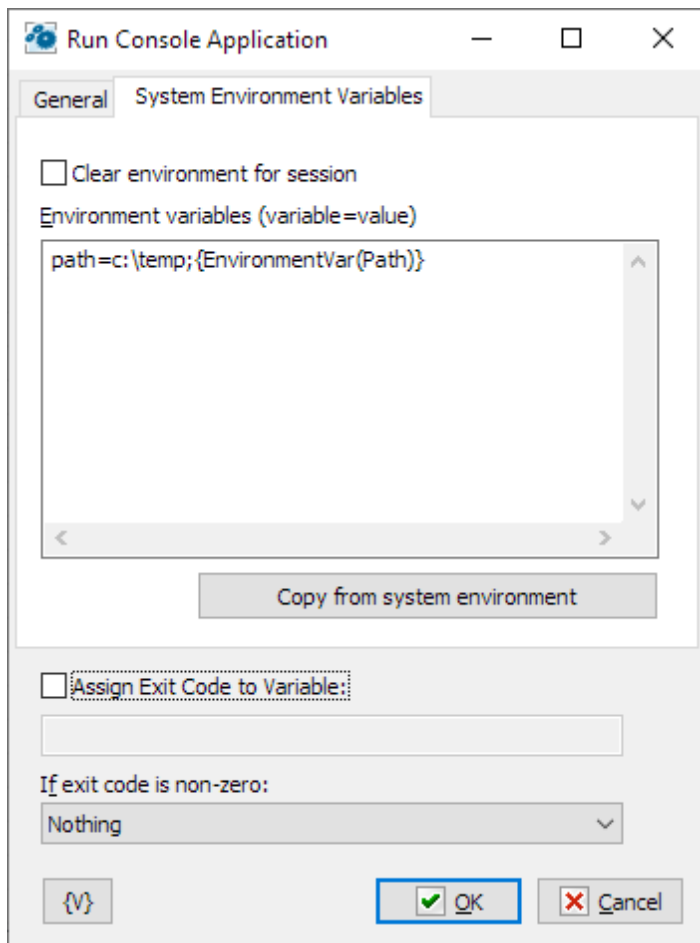 Run Console Application
General
System Environment Variables
Clear environment for session
Environment variables (variable=value)
path=c:\temp;{EnvironmentVar(Path)}
Copy from system environment
Assign Exit Code to Variable:
If exit code is non-zero:
Nothing
{V}
OK
Cancel